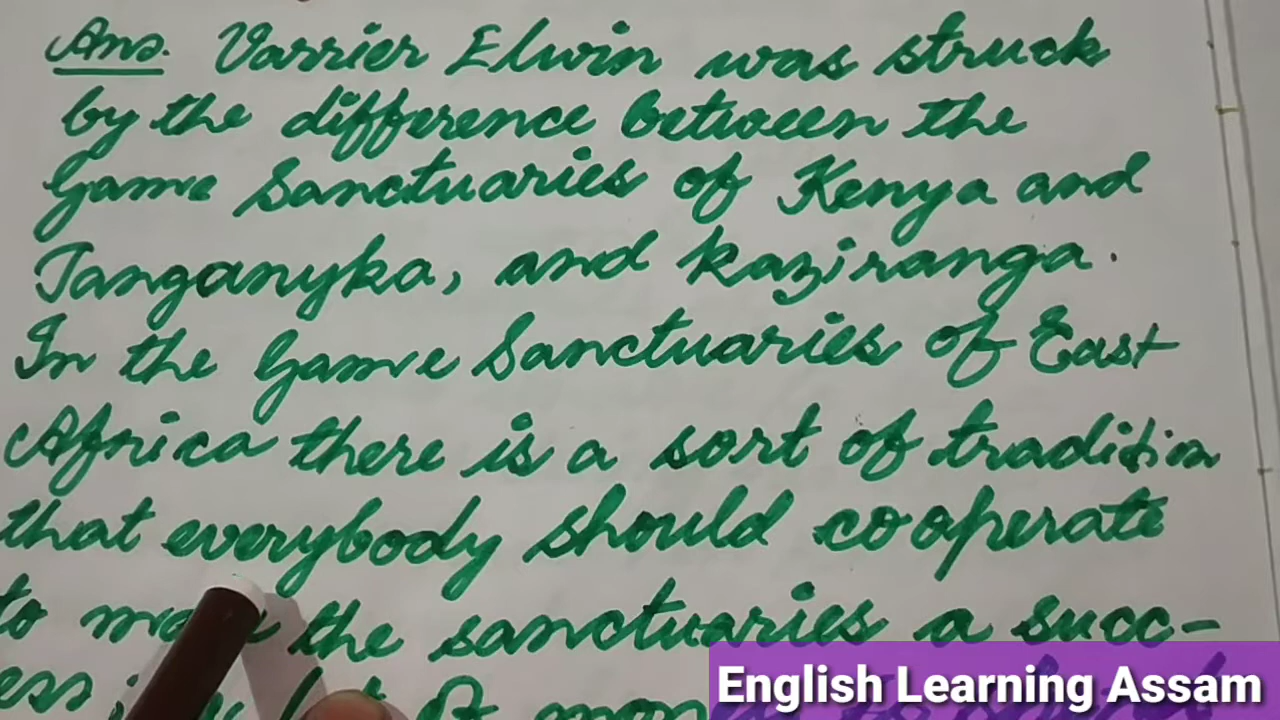 Ans. Varrier Elwin was struck
by the difference between the
Game Sanctuaries of Kenya and
Tanganyka, and Kaziranga.
In the Game Sanctuaries of East
Africa there is a sort of tradition
that everybody should cooperate
to the sanctuaries a succ-
ess
English Learning Assam